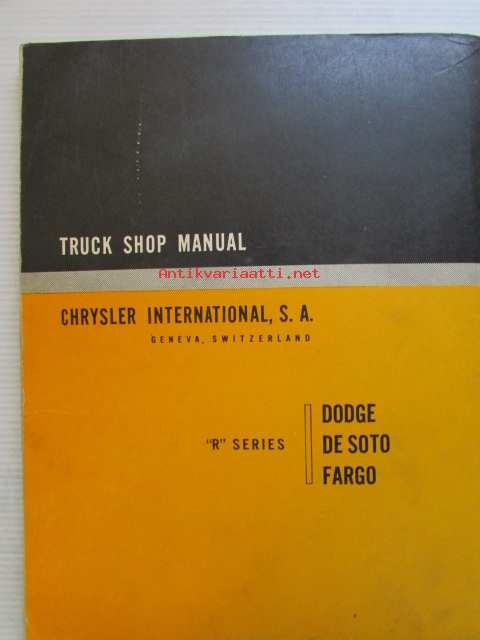 TRUCK SHOP MANUAL
Antikvariaatti.net
CHRYSLER INTERNATIONAL, S. A.
GENEVA, SWITZERLAND
"R" SERIES
DODGE
DE SOTO
FARGO